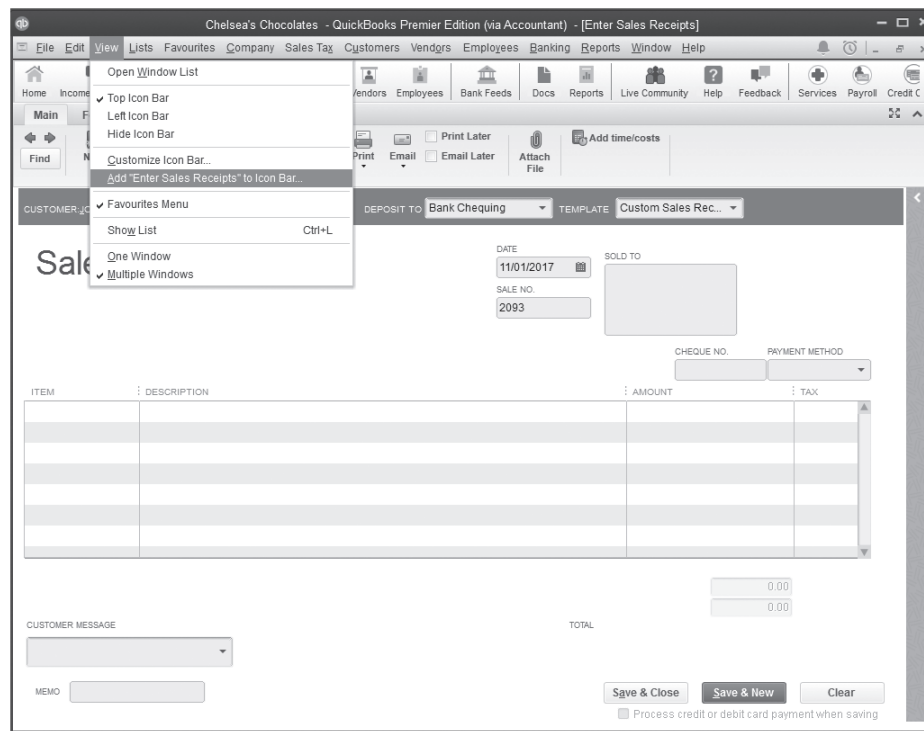 qb Chelsea's Chocolates - QuickBooks Premier Edition (via Accountant) - [Enter Sales Receipts]
File Edit View Lists Favourites Company Sales Tax Customers Vendors Employees Banking Reports Window Help
Home Income Vendors Employees Bank Feeds Docs Reports Live Community Help Feedback Services Payroll Credit C
Open Window List
✓ Top Icon Bar
Left Icon Bar
Hide Icon Bar
Customize Icon Bar...
Add "Enter Sales Receipts" to Icon Bar...
✓ Favourites Menu
Show List Ctrl+L
One Window
✓ Multiple Windows
Main F
Find N Print Email Print Later
Email Later
Attach
File
Add time/costs
CUSTOMER:JO DEPOSIT TO Bank Chequing TEMPLATE Custom Sales Rec...
Sale
DATE
11/01/2017
SALE NO.
2093
SOLD TO
CHEQUE NO. PAYMENT METHOD
ITEM DESCRIPTION AMOUNT TAX
0.00
0.00
CUSTOMER MESSAGE TOTAL
MEMO
Save & Close Save & New Clear
Process credit or debit card payment when saving